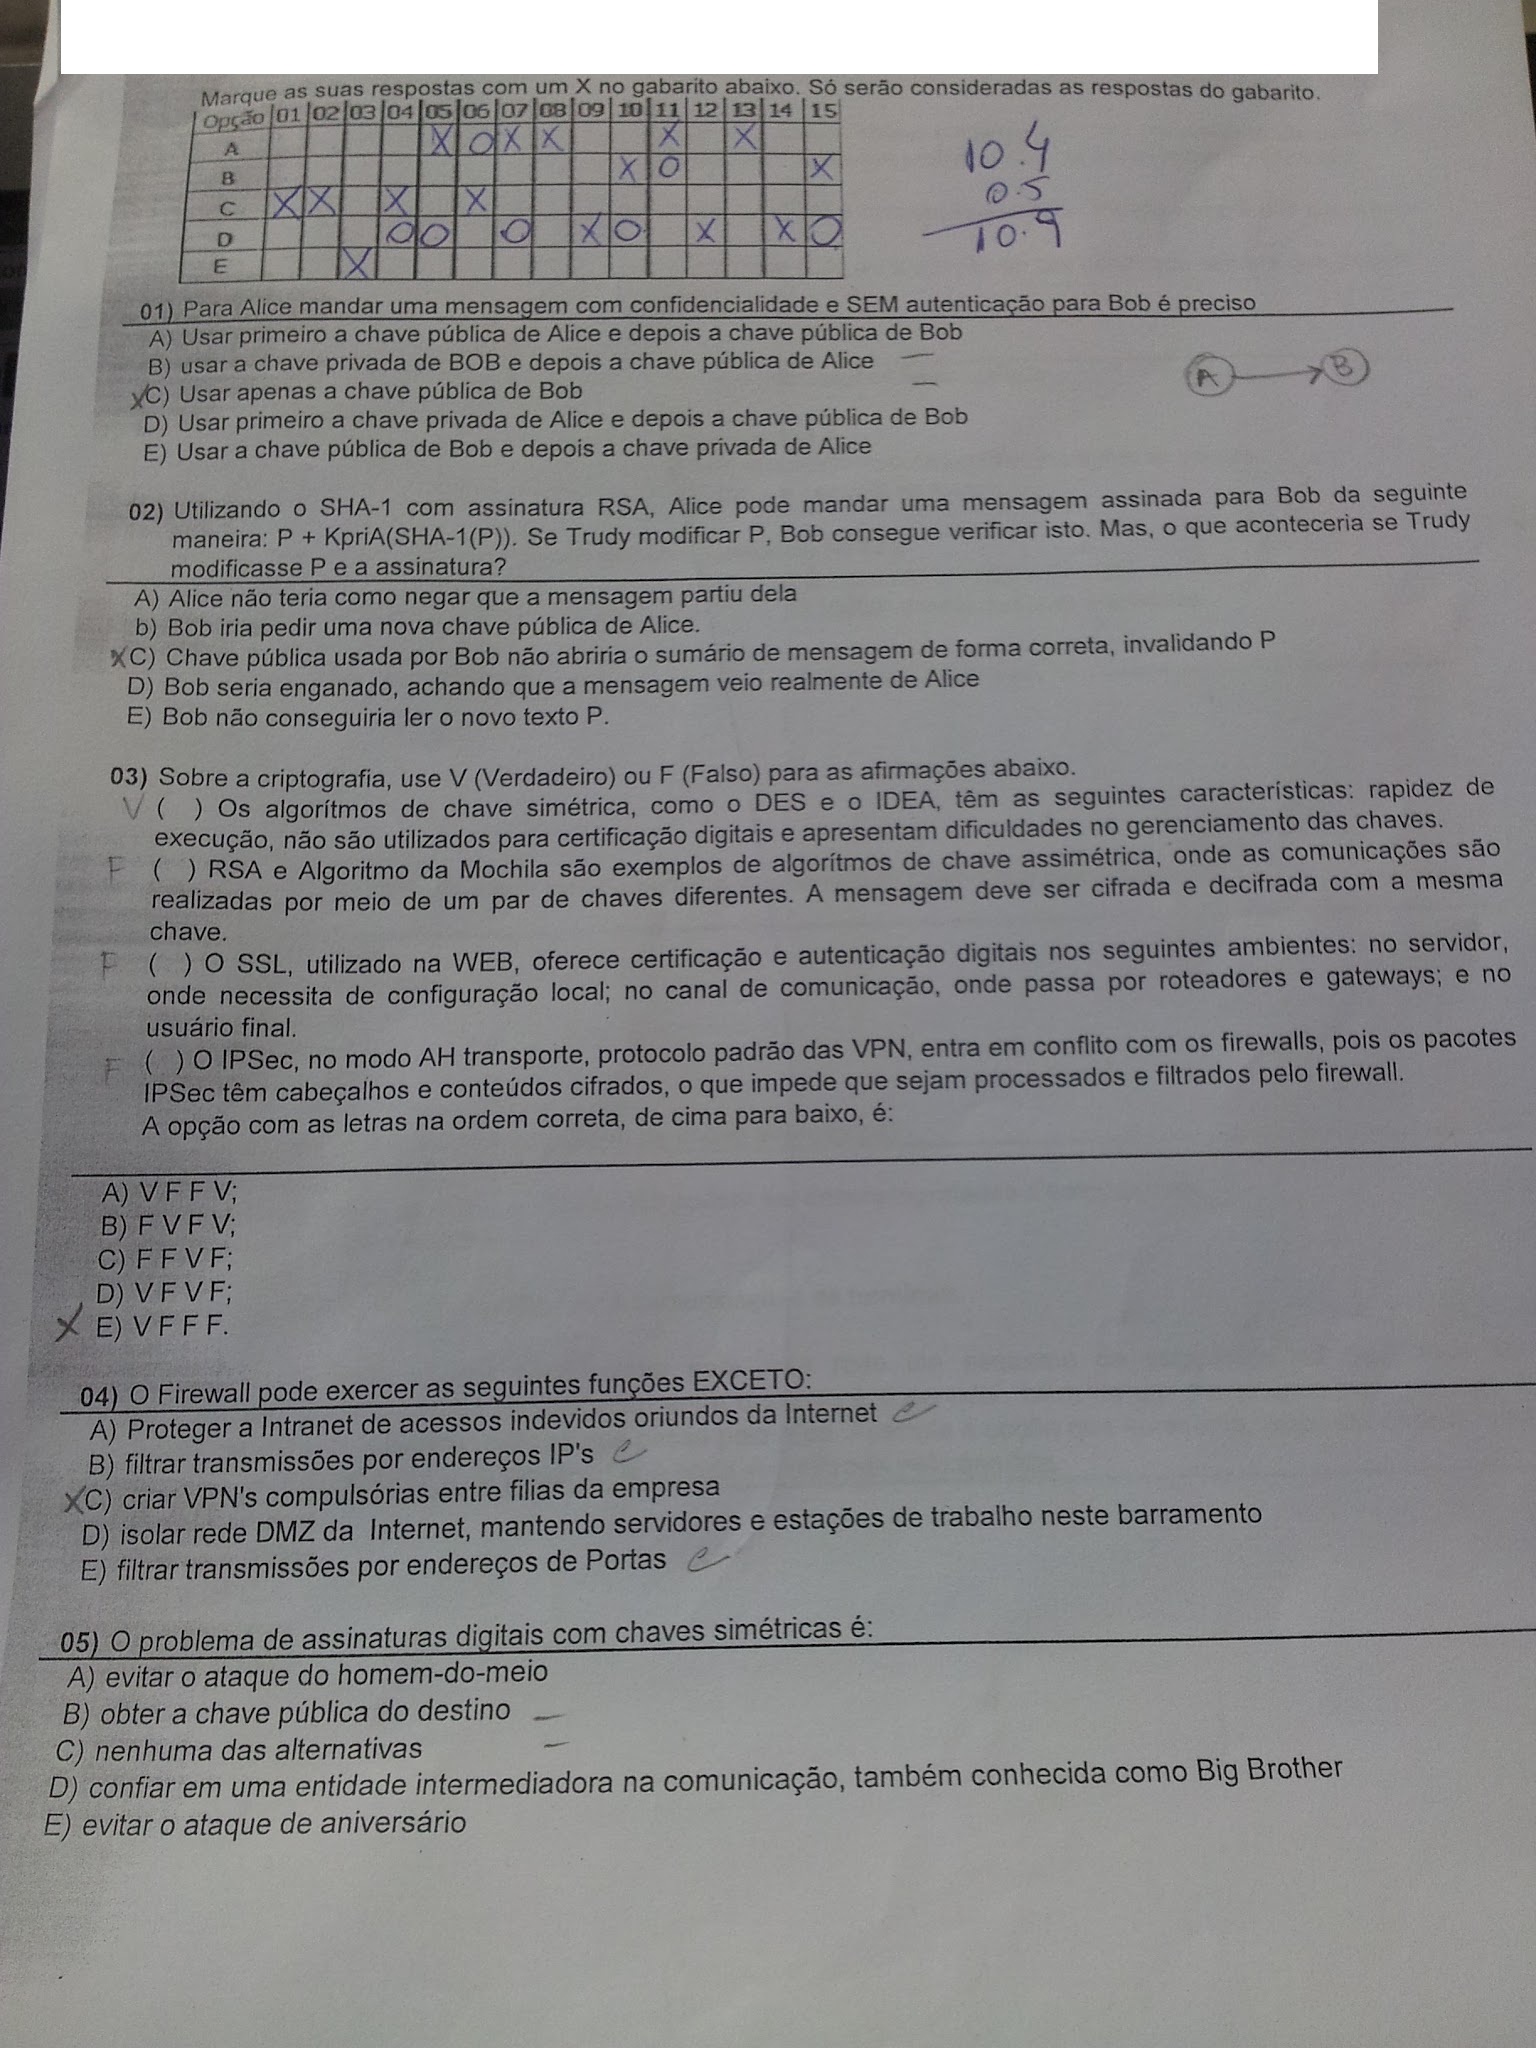 Marque as suas respostas com um X no gabarito abaixo. Só serão consideradas as respostas do gabarito.
Opção 01 02 03 04 05 06 07 08 09 10 11 12 13 14 15
A X O X X X X
B X O X
C X X X X
D O O O X O X X O
E X
10.4
0.5
10.9
01) Para Alice mandar uma mensagem com confidencialidade e SEM autenticação para Bob é preciso
A) Usar primeiro a chave pública de Alice e depois a chave pública de Bob
B) usar a chave privada de BOB e depois a chave pública de Alice
X C) Usar apenas a chave pública de Bob
D) Usar primeiro a chave privada de Alice e depois a chave pública de Bob
E) Usar a chave pública de Bob e depois a chave privada de Alice
A B
02) Utilizando o SHA-1 com assinatura RSA, Alice pode mandar uma mensagem assinada para Bob da seguinte
maneira: P + KpriA(SHA-1(P)). Se Trudy modificar P, Bob consegue verificar isto. Mas, o que aconteceria se Trudy
modificasse P e a assinatura?
A) Alice não teria como negar que a mensagem partiu dela
b) Bob iria pedir uma nova chave pública de Alice.
X C) Chave pública usada por Bob não abriria o sumário de mensagem de forma correta, invalidando P
D) Bob seria enganado, achando que a mensagem veio realmente de Alice
E) Bob não conseguiria ler o novo texto P.
03) Sobre a criptografia, use V (Verdadeiro) ou F (Falso) para as afirmações abaixo.
V ( ) Os algorítmos de chave simétrica, como o DES e o IDEA, têm as seguintes características: rapidez de
execução, não são utilizados para certificação digitais e apresentam dificuldades no gerenciamento das chaves.
F ( ) RSA e Algoritmo da Mochila são exemplos de algorítmos de chave assimétrica, onde as comunicações são
realizadas por meio de um par de chaves diferentes. A mensagem deve ser cifrada e decifrada com a mesma
chave.
F ( ) O SSL, utilizado na WEB, oferece certificação e autenticação digitais nos seguintes ambientes: no servidor,
onde necessita de configuração local; no canal de comunicação, onde passa por roteadores e gateways; e no
usuário final.
F ( ) O IPSec, no modo AH transporte, protocolo padrão das VPN, entra em conflito com os firewalls, pois os pacotes
IPSec têm cabeçalhos e conteúdos cifrados, o que impede que sejam processados e filtrados pelo firewall.
A opção com as letras na ordem correta, de cima para baixo, é:
A) V F F V;
B) F V F V;
C) F F V F;
D) V F V F;
X E) V F F F.
04) O Firewall pode exercer as seguintes funções EXCETO:
A) Proteger a Intranet de acessos indevidos oriundos da Internet
B) filtrar transmissões por endereços IP's
X C) criar VPN's compulsórias entre filias da empresa
D) isolar rede DMZ da Internet, mantendo servidores e estações de trabalho neste barramento
E) filtrar transmissões por endereços de Portas
05) O problema de assinaturas digitais com chaves simétricas é:
A) evitar o ataque do homem-do-meio
B) obter a chave pública do destino
C) nenhuma das alternativas
D) confiar em uma entidade intermediadora na comunicação, também conhecida como Big Brother
E) evitar o ataque de aniversário